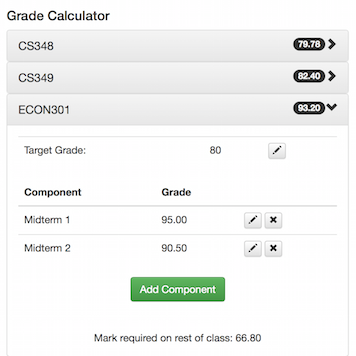 Grade Calculator
CS348 79.78
CS349 82.40
ECON301 93.20
Target Grade: 80
Component Grade
Midterm 1 95.00
Midterm 2 90.50
Add Component
Mark required on rest of class: 66.80